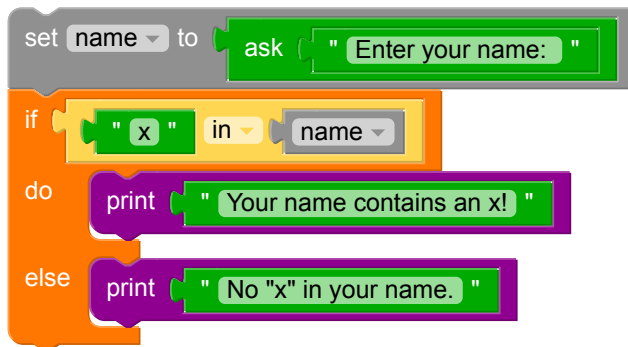 set name to ask " Enter your name: "
if " x " in name
do print " Your name contains an x! "
else print " No "x" in your name. "